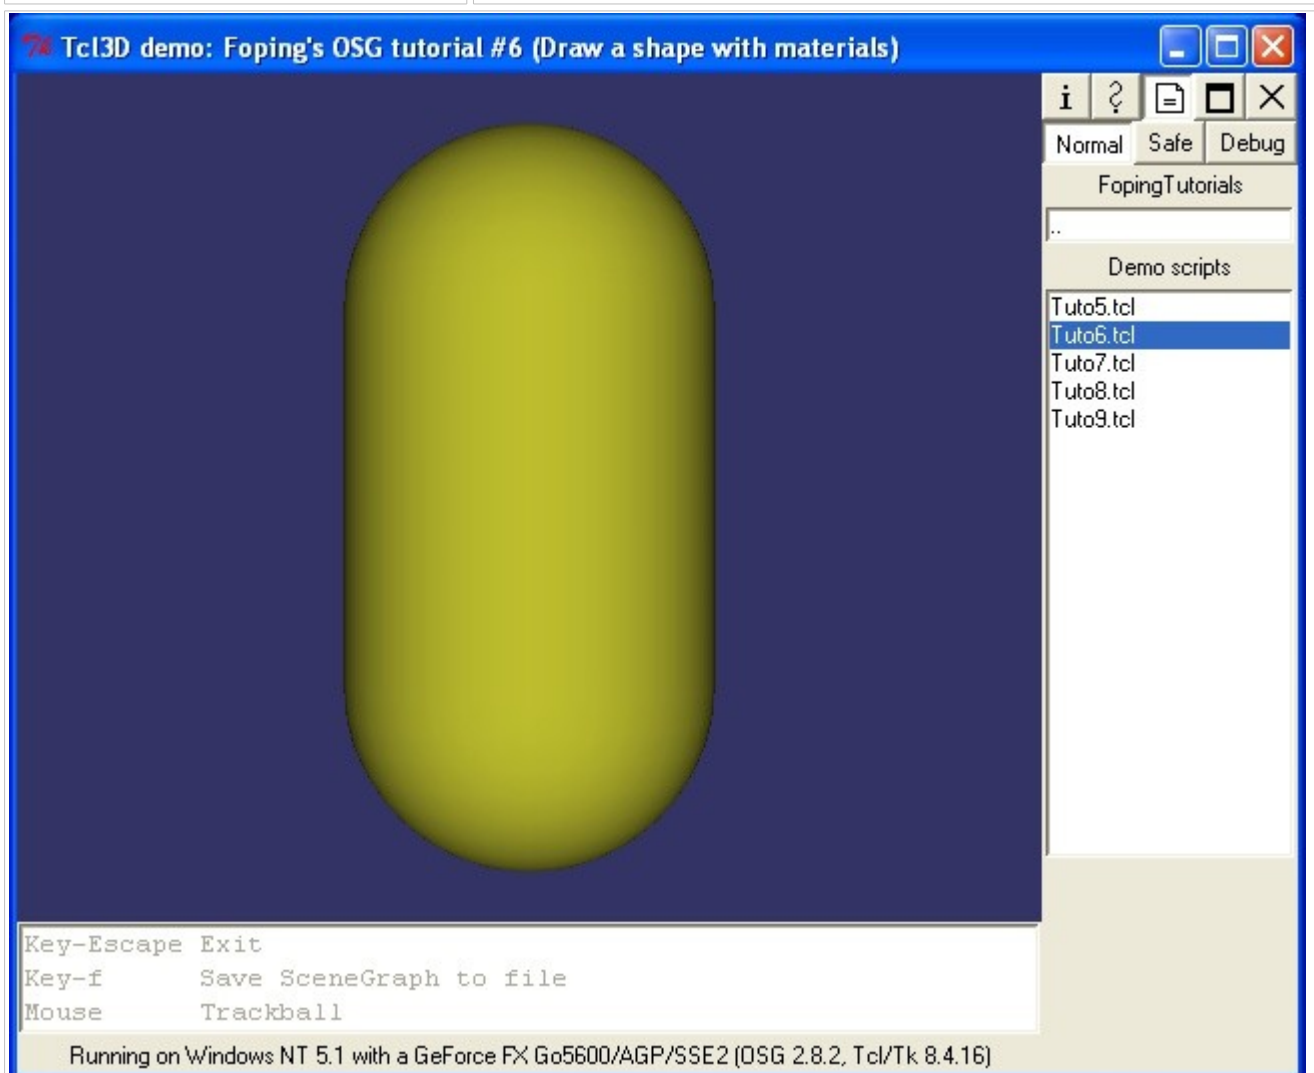 Tcl3D demo: Foping's OSG tutorial #6 (Draw a shape with materials)
i ?
Normal Safe Debug
FopingTutorials
..
Demo scripts
Tuto5.tcl
Tuto6.tcl
Tuto7.tcl
Tuto8.tcl
Tuto9.tcl
Key-Escape Exit
Key-f Save SceneGraph to file
Mouse Trackball
Running on Windows NT 5.1 with a GeForce FX Go5600/AGP/SSE2 (OSG 2.8.2, Tcl/Tk 8.4.16)